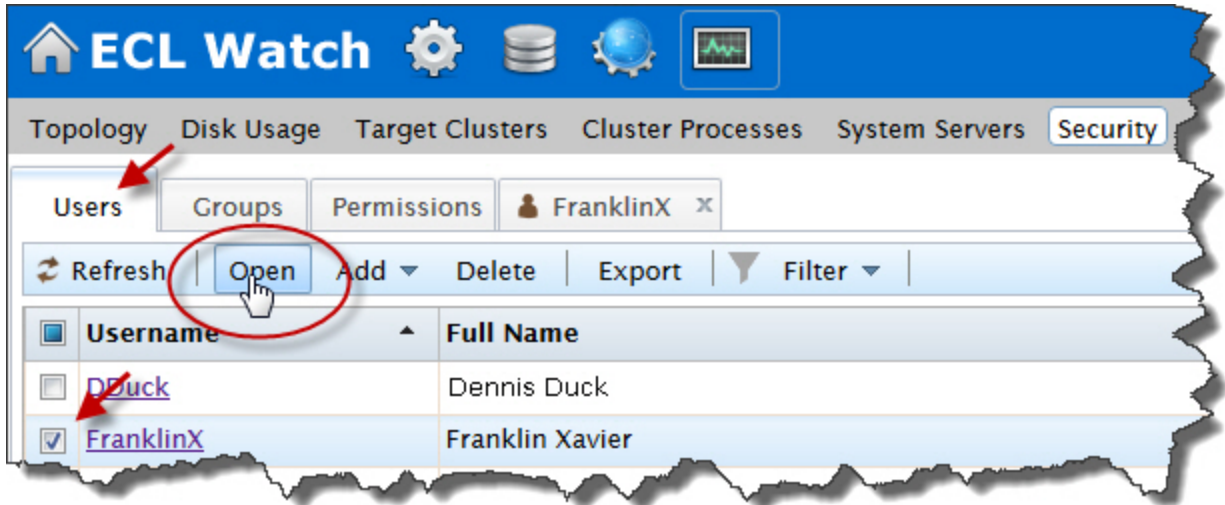 ECL Watch
Topology Disk Usage Target Clusters Cluster Processes System Servers Security
Users Groups Permissions FranklinX x
Refresh Open Add Delete Export Filter
Username Full Name
DDuck Dennis Duck
FranklinX Franklin Xavier